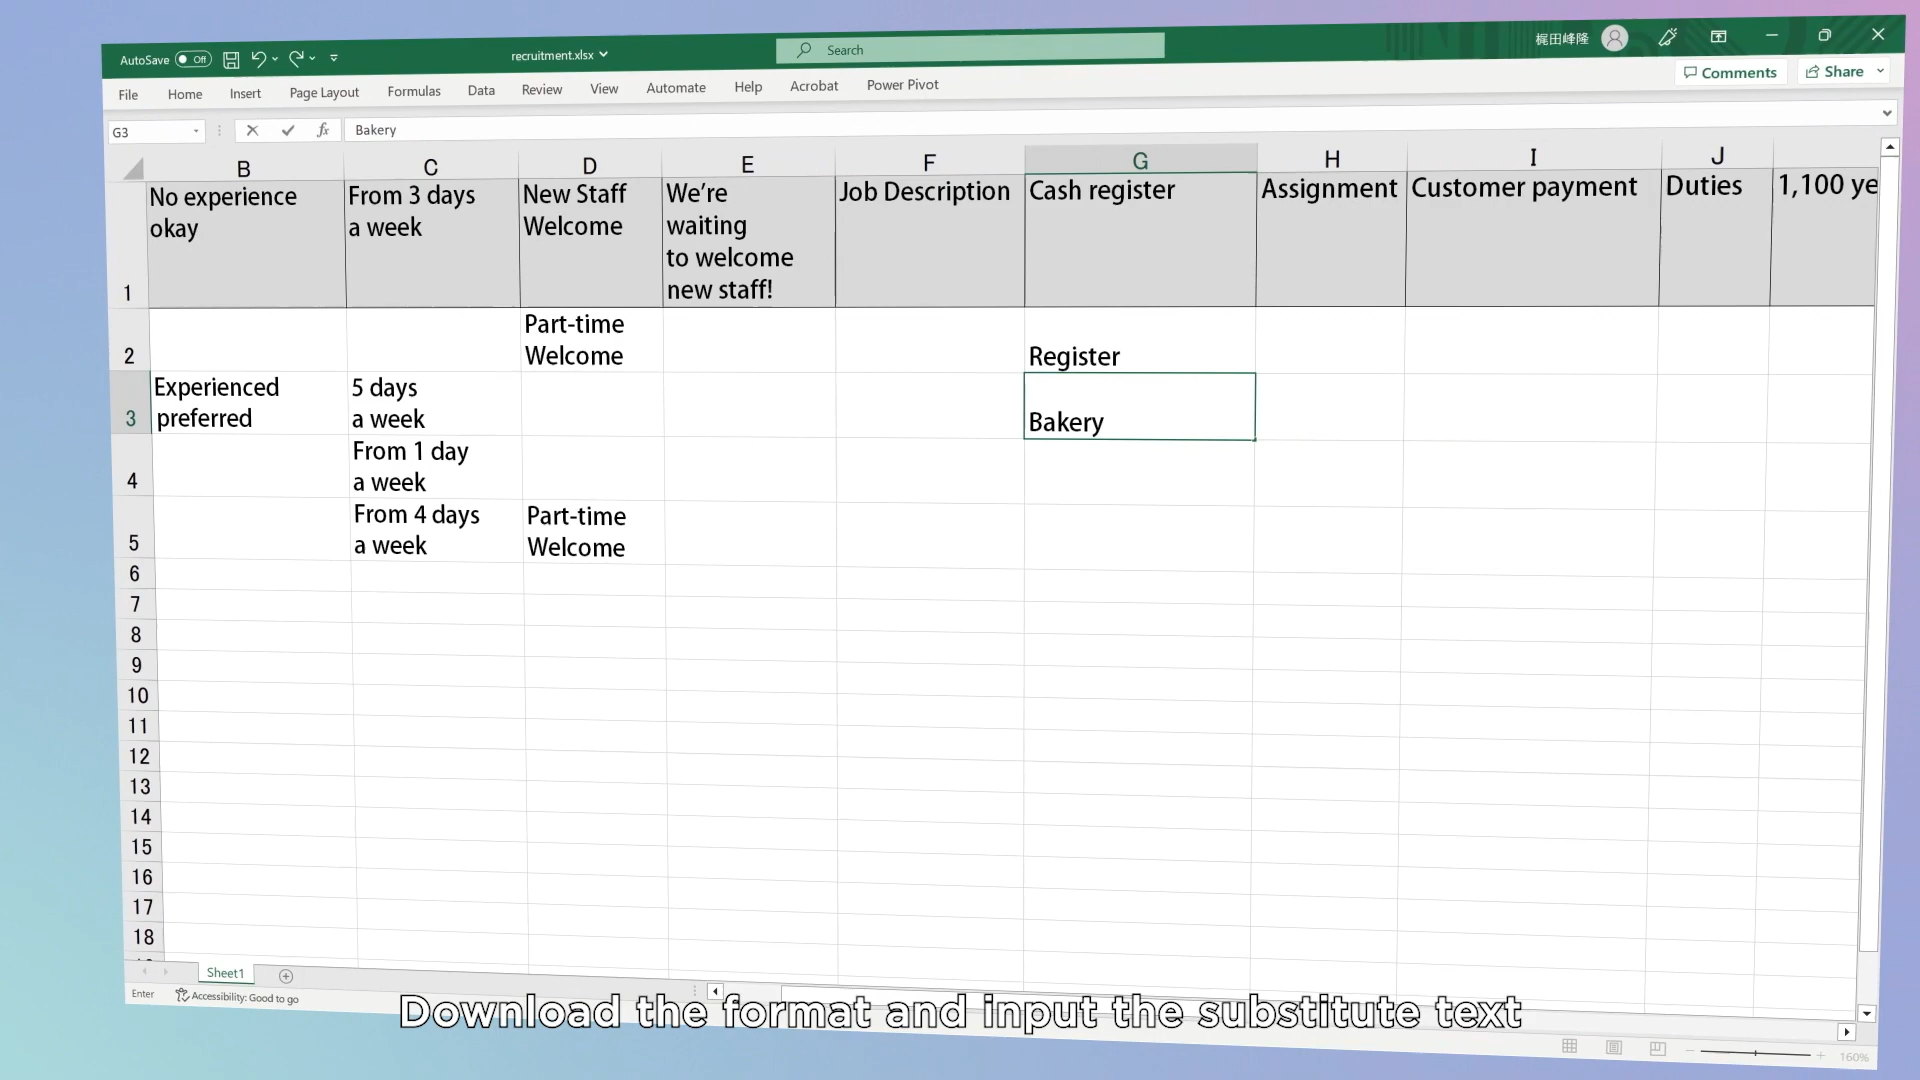 AutoSave Off recruitment.xlsx Search 梶田峰隆
File Home Insert Page Layout Formulas Data Review View Automate Help Acrobat Power Pivot Comments Share
G3 fx Bakery
B C D E F G H I J
No experience
okay
From 3 days
a week
New Staff
Welcome
We're
waiting
to welcome
new staff!
Job Description
Cash register
Assignment
Customer payment
Duties
1,100 ye
1
Part-time
Welcome
Register
2
Experienced
preferred
5 days
a week
Bakery
3
From 1 day
a week
4
From 4 days
a week
Part-time
Welcome
5
6
7
8
9
10
11
12
13
14
15
16
17
18
Sheet1
Enter Accessibility: Good to go
Download the format and input the substitute text
160%